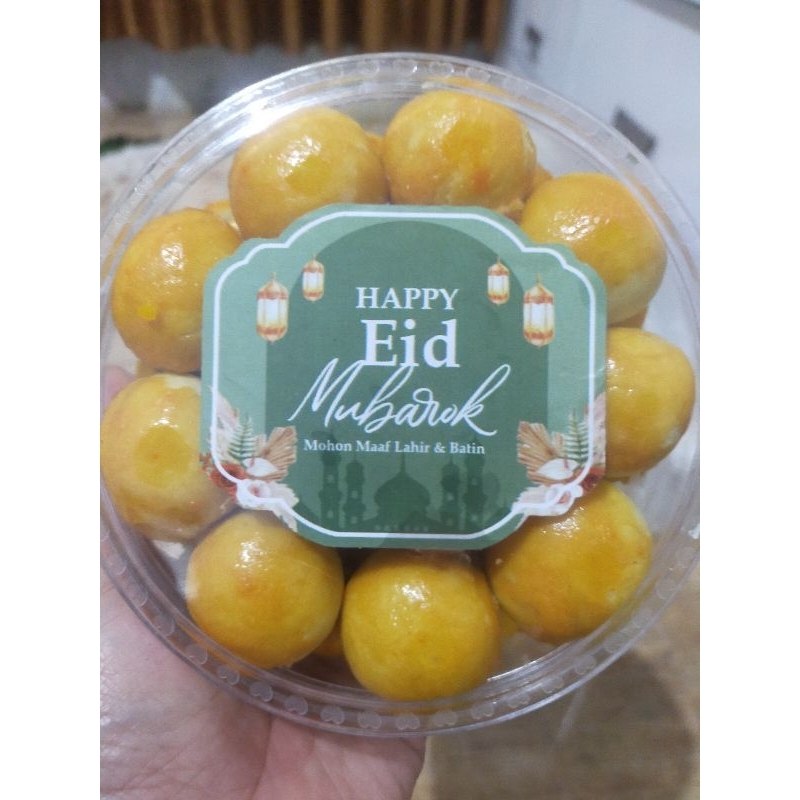 HAPPY
Eid
Mubarok
Mohon Maaf Lahir & Batin